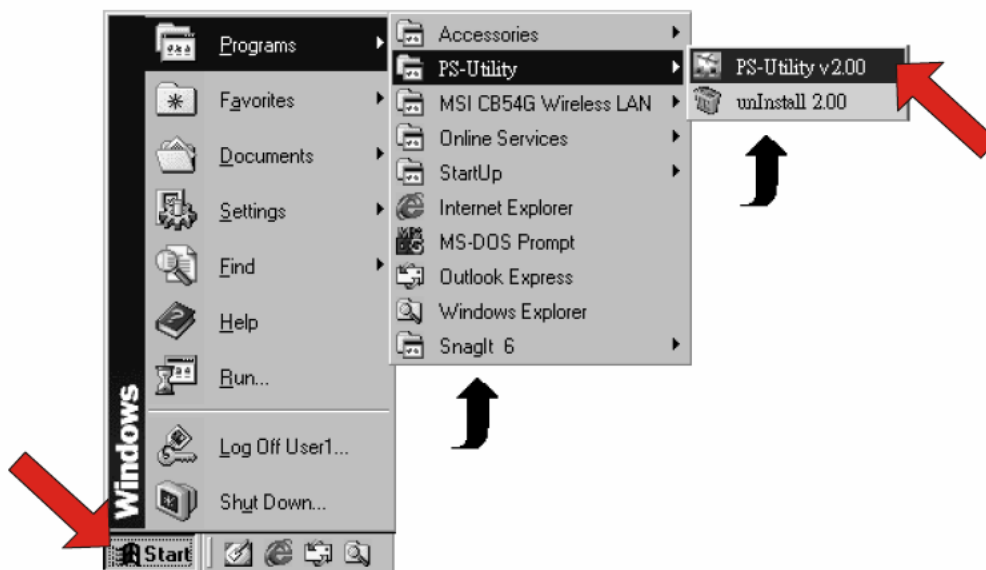 Programs
Favorites
Documents
Settings
Find
Help
Run...
Log Off User1...
Shut Down...
Windows
Start
Accessories
PS-Utility
MSI CB54G Wireless LAN
Online Services
StartUp
Internet Explorer
MS-DOS Prompt
Outlook Express
Windows Explorer
SnagIt 6
PS-Utility v2.00
unInstall 2.00